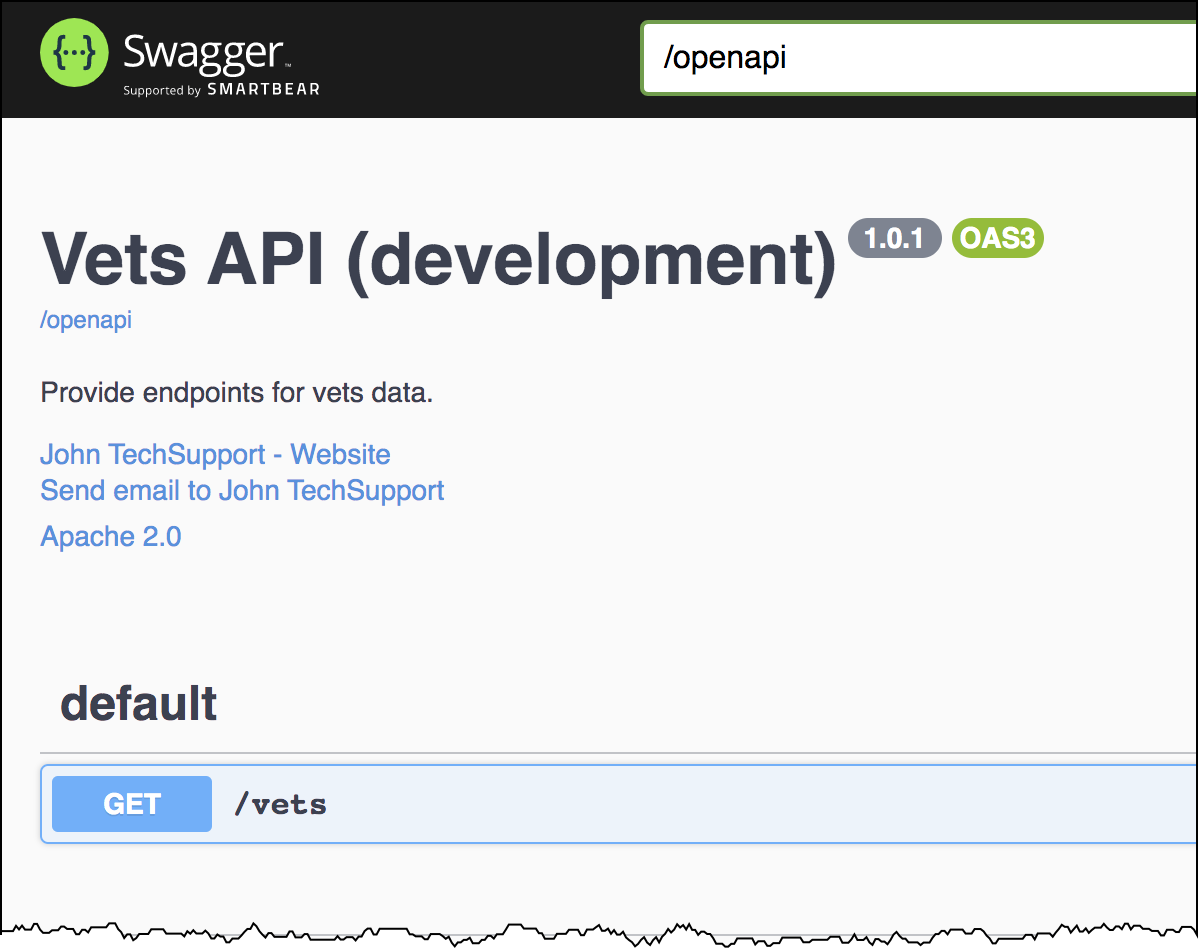 {...} Swagger™
Supported by SMARTBEAR
/openapi
Vets API (development) 1.0.1 OAS3
/openapi
Provide endpoints for vets data.
John TechSupport - Website
Send email to John TechSupport
Apache 2.0
default
GET /vets